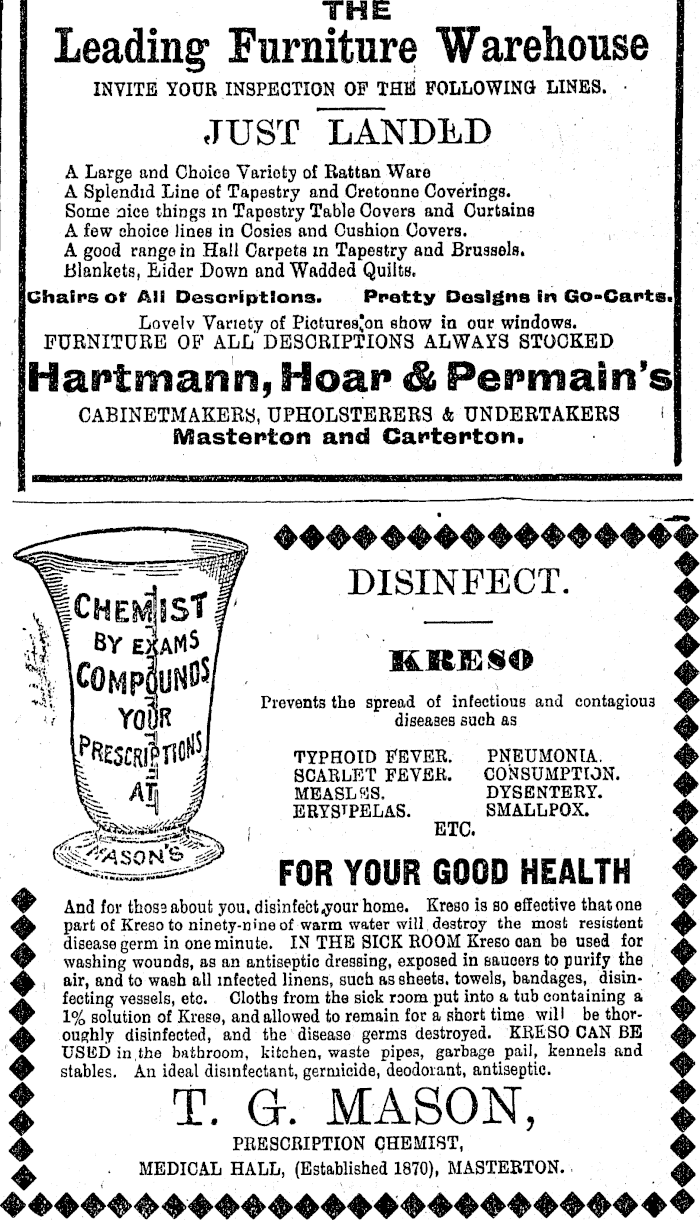 THE
Leading Furniture Warehouse
INVITE YOUR INSPECTION OF THE FOLLOWING LINES.
JUST LANDED
A Large and Choice Variety of Rattan Ware
A Splendid Line of Tapestry and Cretonne Coverings.
Some nice things in Tapestry Table Covers and Curtains
A few choice lines in Cosies and Cushion Covers.
A good range in Hall Carpets in Tapestry and Brussels.
Blankets, Eider Down and Wadded Quilts.
Chairs of All Descriptions. Pretty Designs in Go-Carts.
Lovely Variety of Pictures on show in our windows.
FURNITURE OF ALL DESCRIPTIONS ALWAYS STOCKED
Hartmann, Hoar & Permain's
CABINETMAKERS, UPHOLSTERERS & UNDERTAKERS
Masterton and Carterton.
CHEMIST
BY EXAMS
COMPOUNDS
YOUR
PRESCRIPTIONS
AT
MASON'S
DISINFECT.
KRESO
Prevents the spread of infectious and contagious
diseases such as
TYPHOID FEVER. PNEUMONIA.
SCARLET FEVER. CONSUMPTION.
MEASLES. DYSENTERY.
ERYSIPELAS. SMALLPOX.
ETC.
FOR YOUR GOOD HEALTH
And for those about you, disinfect your home. Kreso is so effective that one
part of Kreso to ninety-nine of warm water will destroy the most resistent
disease germ in one minute. IN THE SICK ROOM Kreso can be used for
washing wounds, as an antiseptic dressing, exposed in saucers to purify the
air, and to wash all infected linens, such as sheets, towels, bandages, disin-
fecting vessels, etc. Cloths from the sick room put into a tub containing a
1% solution of Kreso, and allowed to remain for a short time will be thor-
oughly disinfected, and the disease germs destroyed. KRESO CAN BE
USED in the bathroom, kitchen, waste pipes, garbage pail, kennels and
stables. An ideal disinfectant, germicide, deodorant, antiseptic.
T. G. MASON,
PRESCRIPTION CHEMIST,
MEDICAL HALL, (Established 1870), MASTERTON.